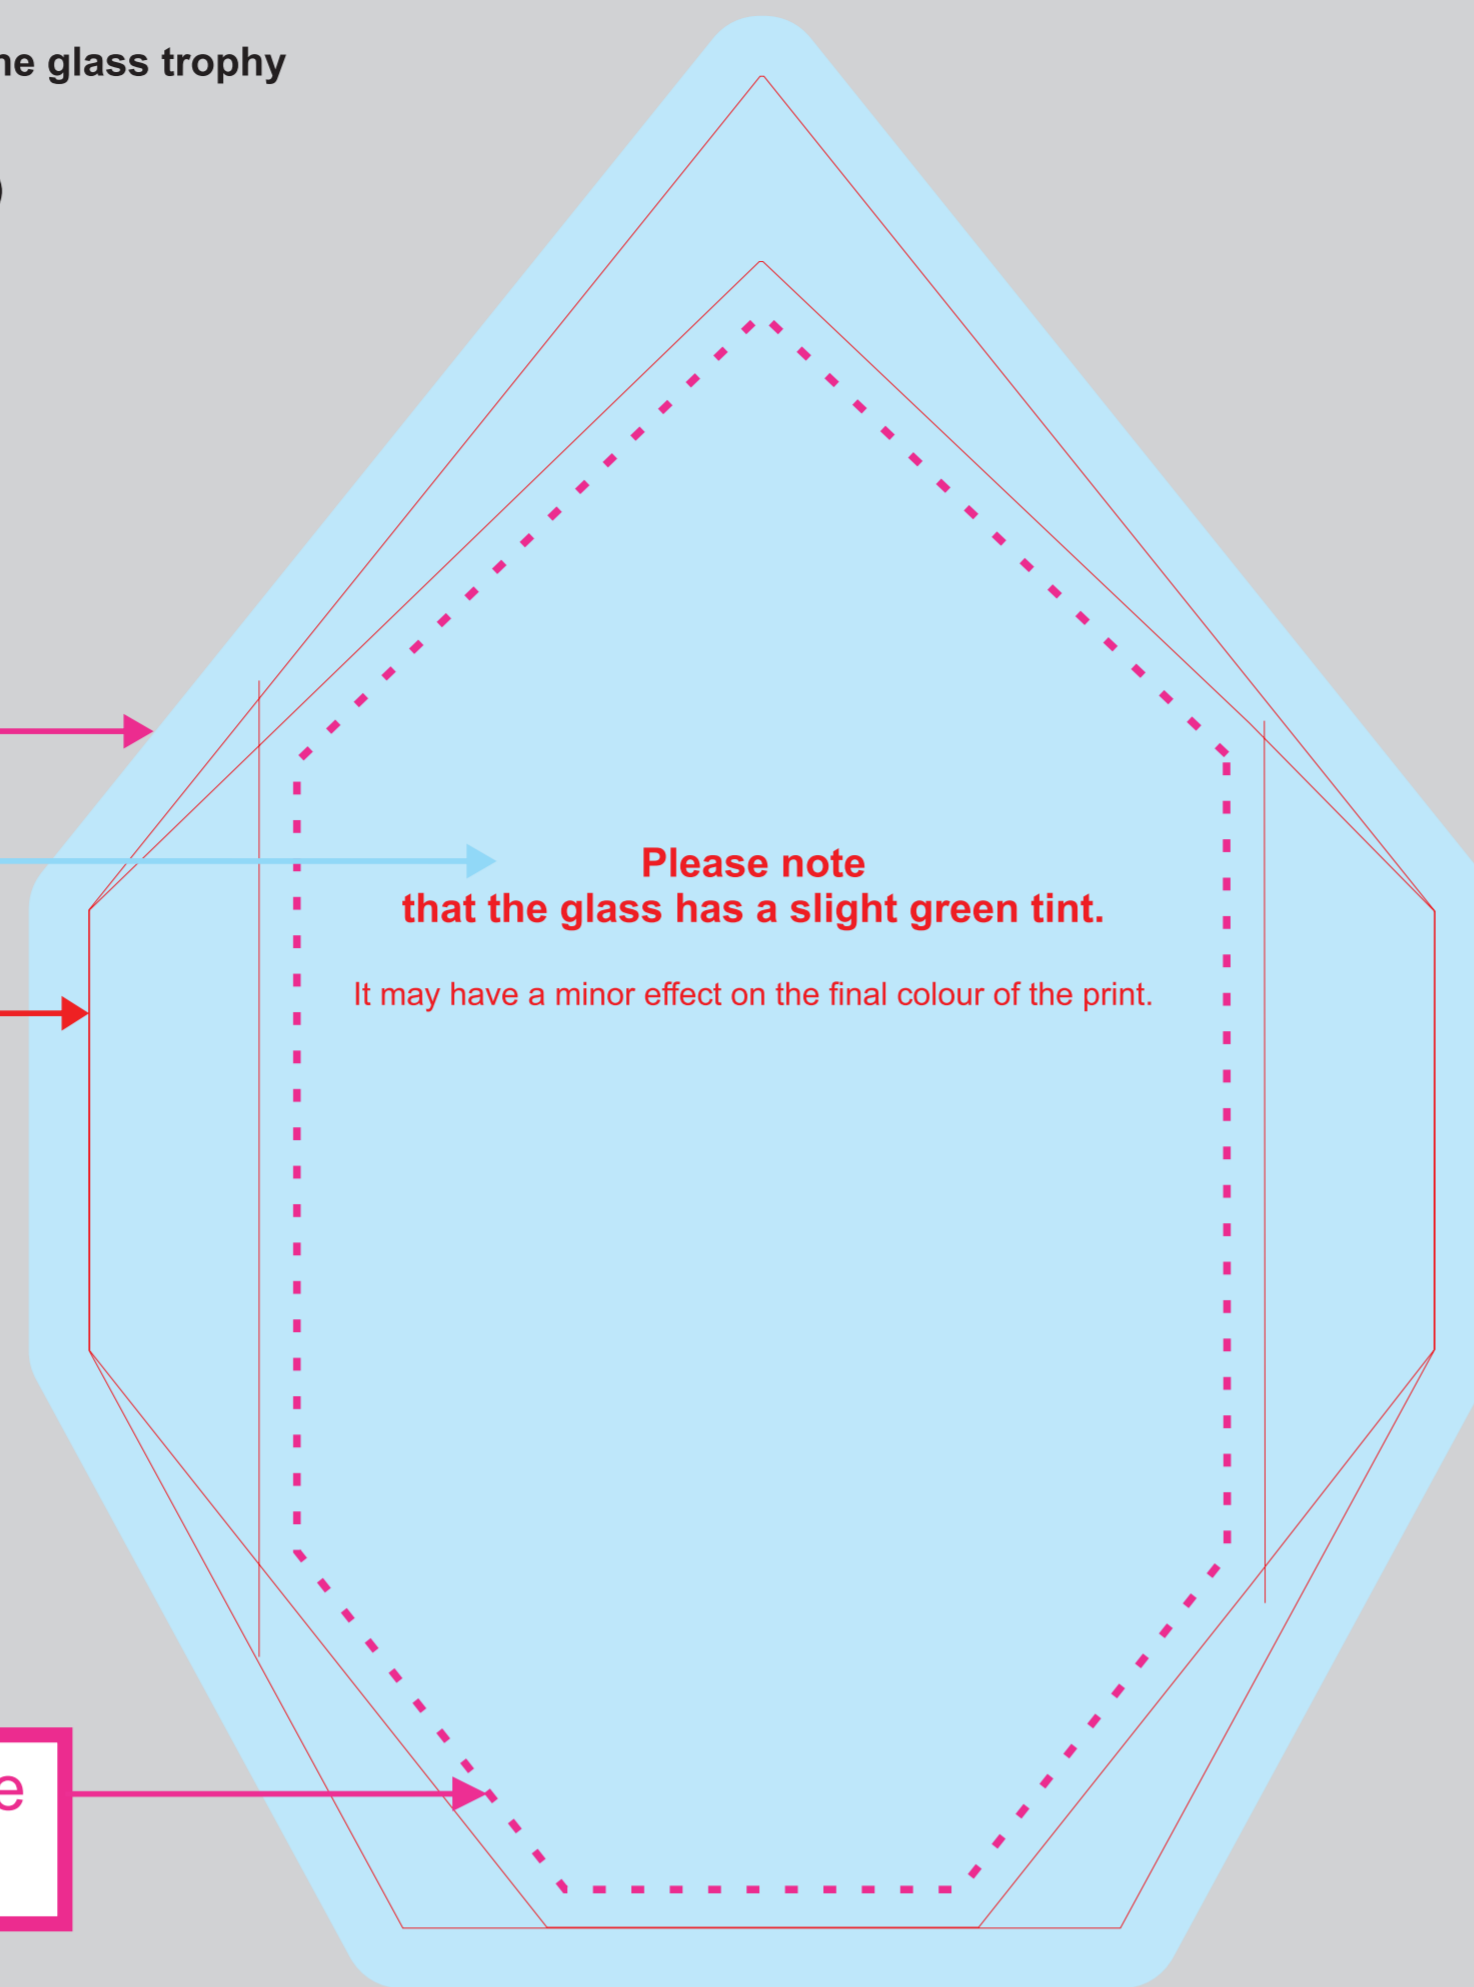 glass trophy
)
Please note
that the glass has a slight green tint.
It may have a minor effect on the final colour of the print.
e